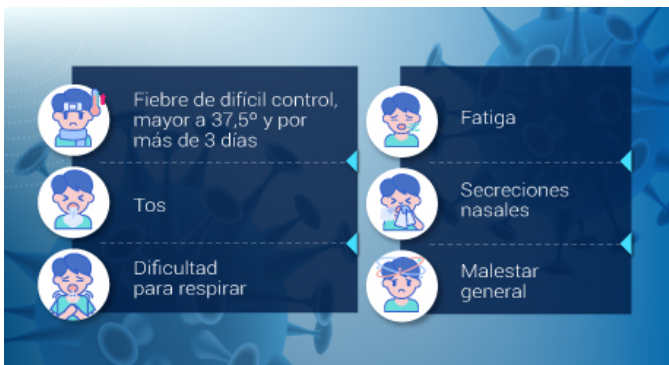 Fiebre de difícil control,
mayor a 37,5º y por
más de 3 días
Tos
Dificultad
para respirar
Fatiga
Secreciones
nasales
Malestar
general